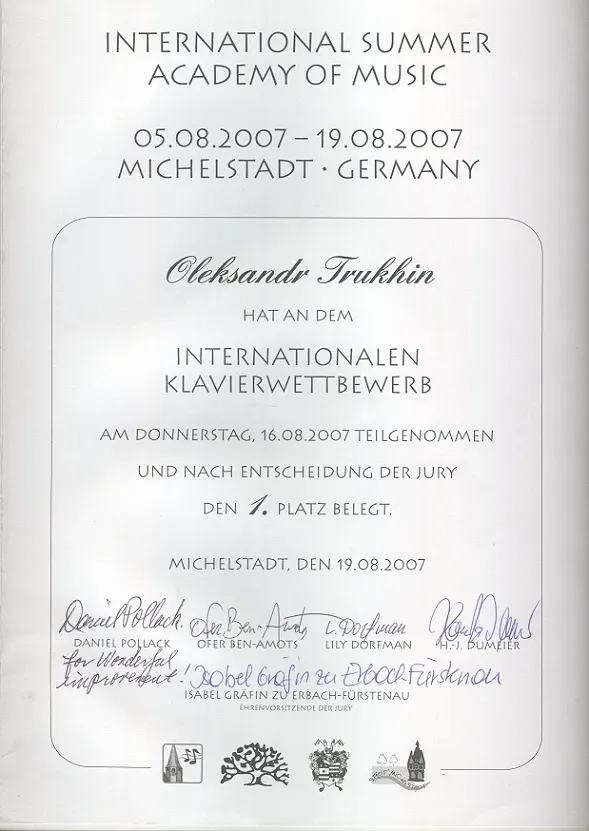 INTERNATIONAL SUMMER
ACADEMY OF MUSIC
05.08.2007 – 19.08.2007
MICHELSTADT · GERMANY
Oleksandr Trukhin
HAT AN DEM
INTERNATIONALEN
KLAVIERWETTBEWERB
AM DONNERSTAG, 16.08.2007 TEILGENOMMEN
UND NACH ENTSCHEIDUNG DER JURY
DEN 1. PLATZ BELEGT.
MICHELSTADT, DEN 19.08.2007
Daniel Pollack. Ofer Ben-Amots L. Dorfman
DANIEL POLLACK OFER BEN-AMOTS LILY DORFMAN H.-J. DUMEIER
for Wonderful
improvement! Isabel Gräfin zu Erbach-Fürstenau
ISABEL GRÄFIN ZU ERBACH-FÜRSTENAU
EHRENVORSITZENDE DER JURY